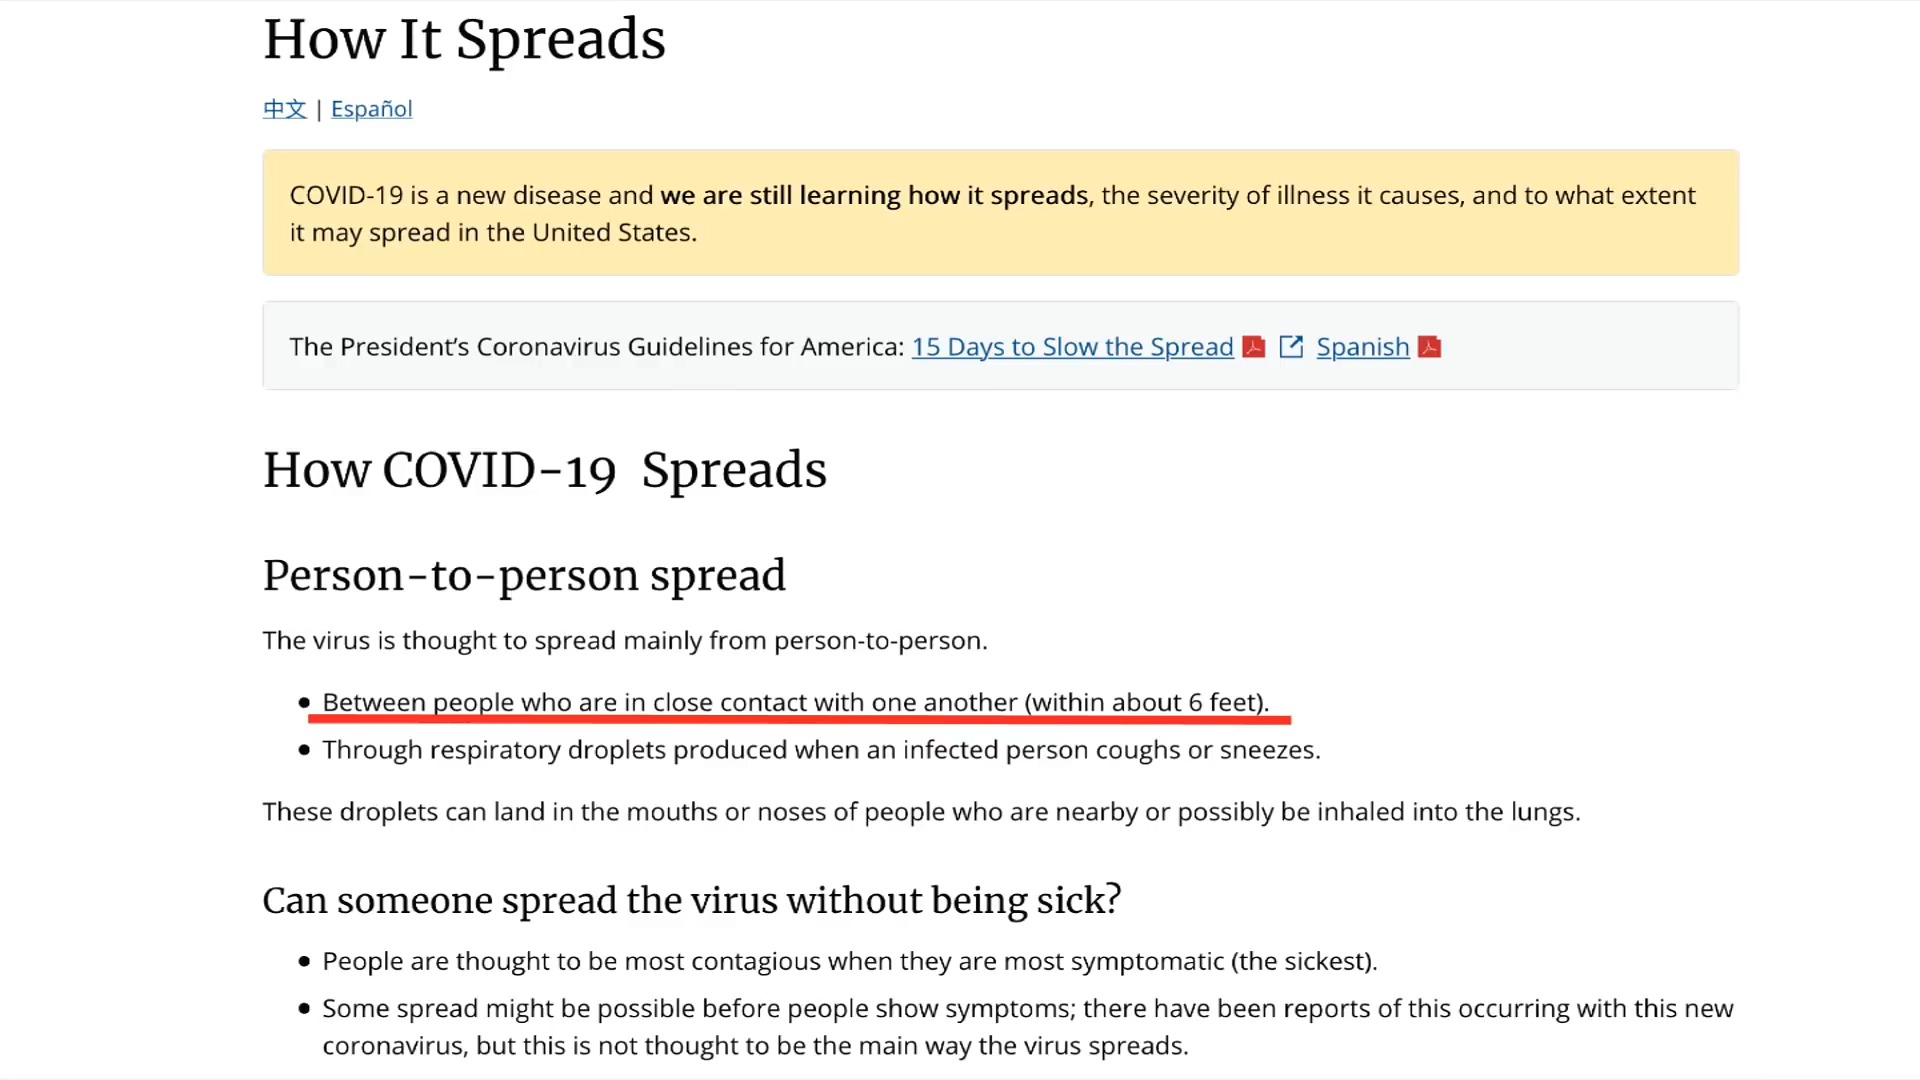 How It Spreads
中文 | Español
COVID-19 is a new disease and we are still learning how it spreads, the severity of illness it causes, and to what extent
it may spread in the United States.
The President’s Coronavirus Guidelines for America: 15 Days to Slow the Spread Spanish
How COVID-19 Spreads
Person-to-person spread
The virus is thought to spread mainly from person-to-person.
• Between people who are in close contact with one another (within about 6 feet).
• Through respiratory droplets produced when an infected person coughs or sneezes.
These droplets can land in the mouths or noses of people who are nearby or possibly be inhaled into the lungs.
Can someone spread the virus without being sick?
• People are thought to be most contagious when they are most symptomatic (the sickest).
• Some spread might be possible before people show symptoms; there have been reports of this occurring with this new
coronavirus, but this is not thought to be the main way the virus spreads.